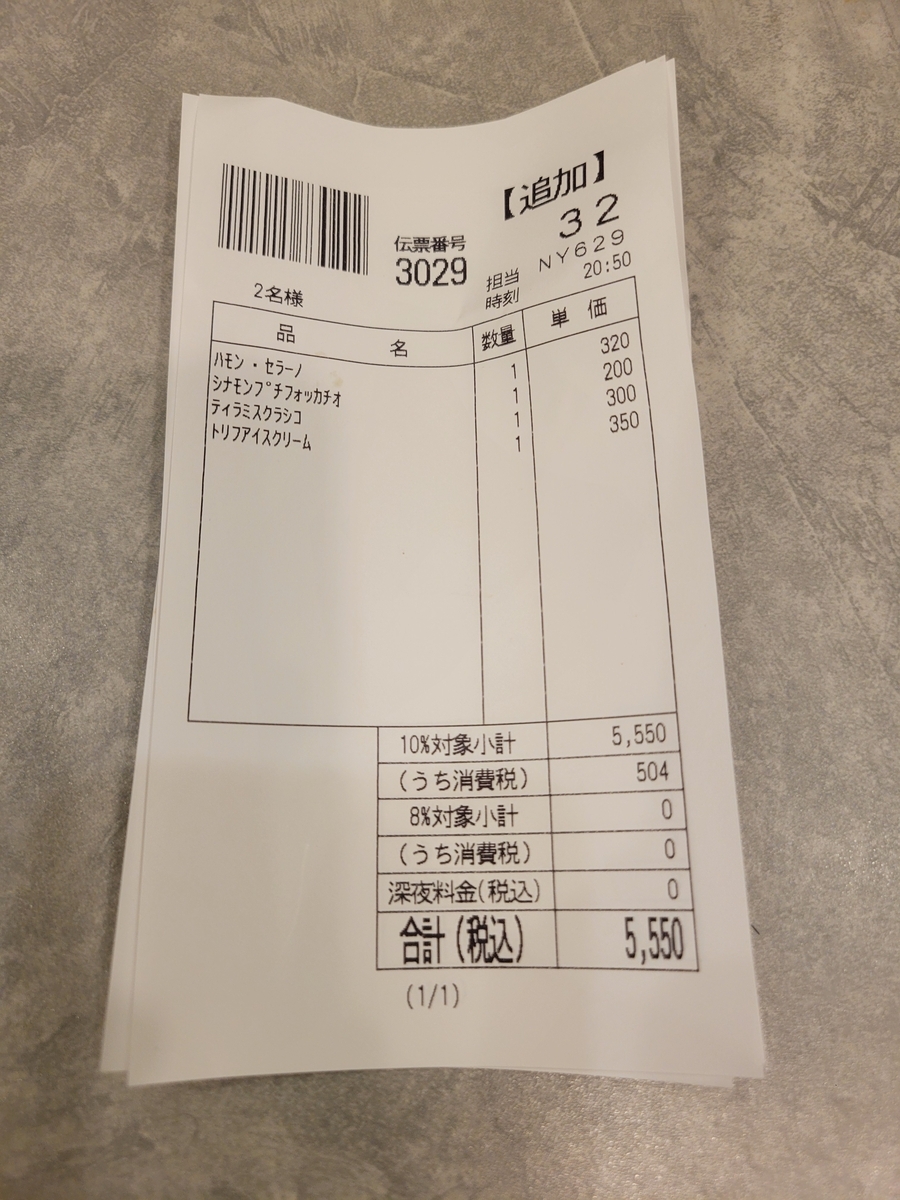 【追加】
32
伝票番号
3029
担当 NY629
時刻 20:50
2名様
品 名 数量 単 価
ハモン・セラーノ 1 320
シナモンプチフォッカチオ 1 200
ティラミスクラシコ 1 300
トリフアイスクリーム 1 350
10%対象小計 5,550
(うち消費税) 504
8%対象小計 0
(うち消費税) 0
深夜料金(税込) 0
合計(税込) 5,550
(1/1)